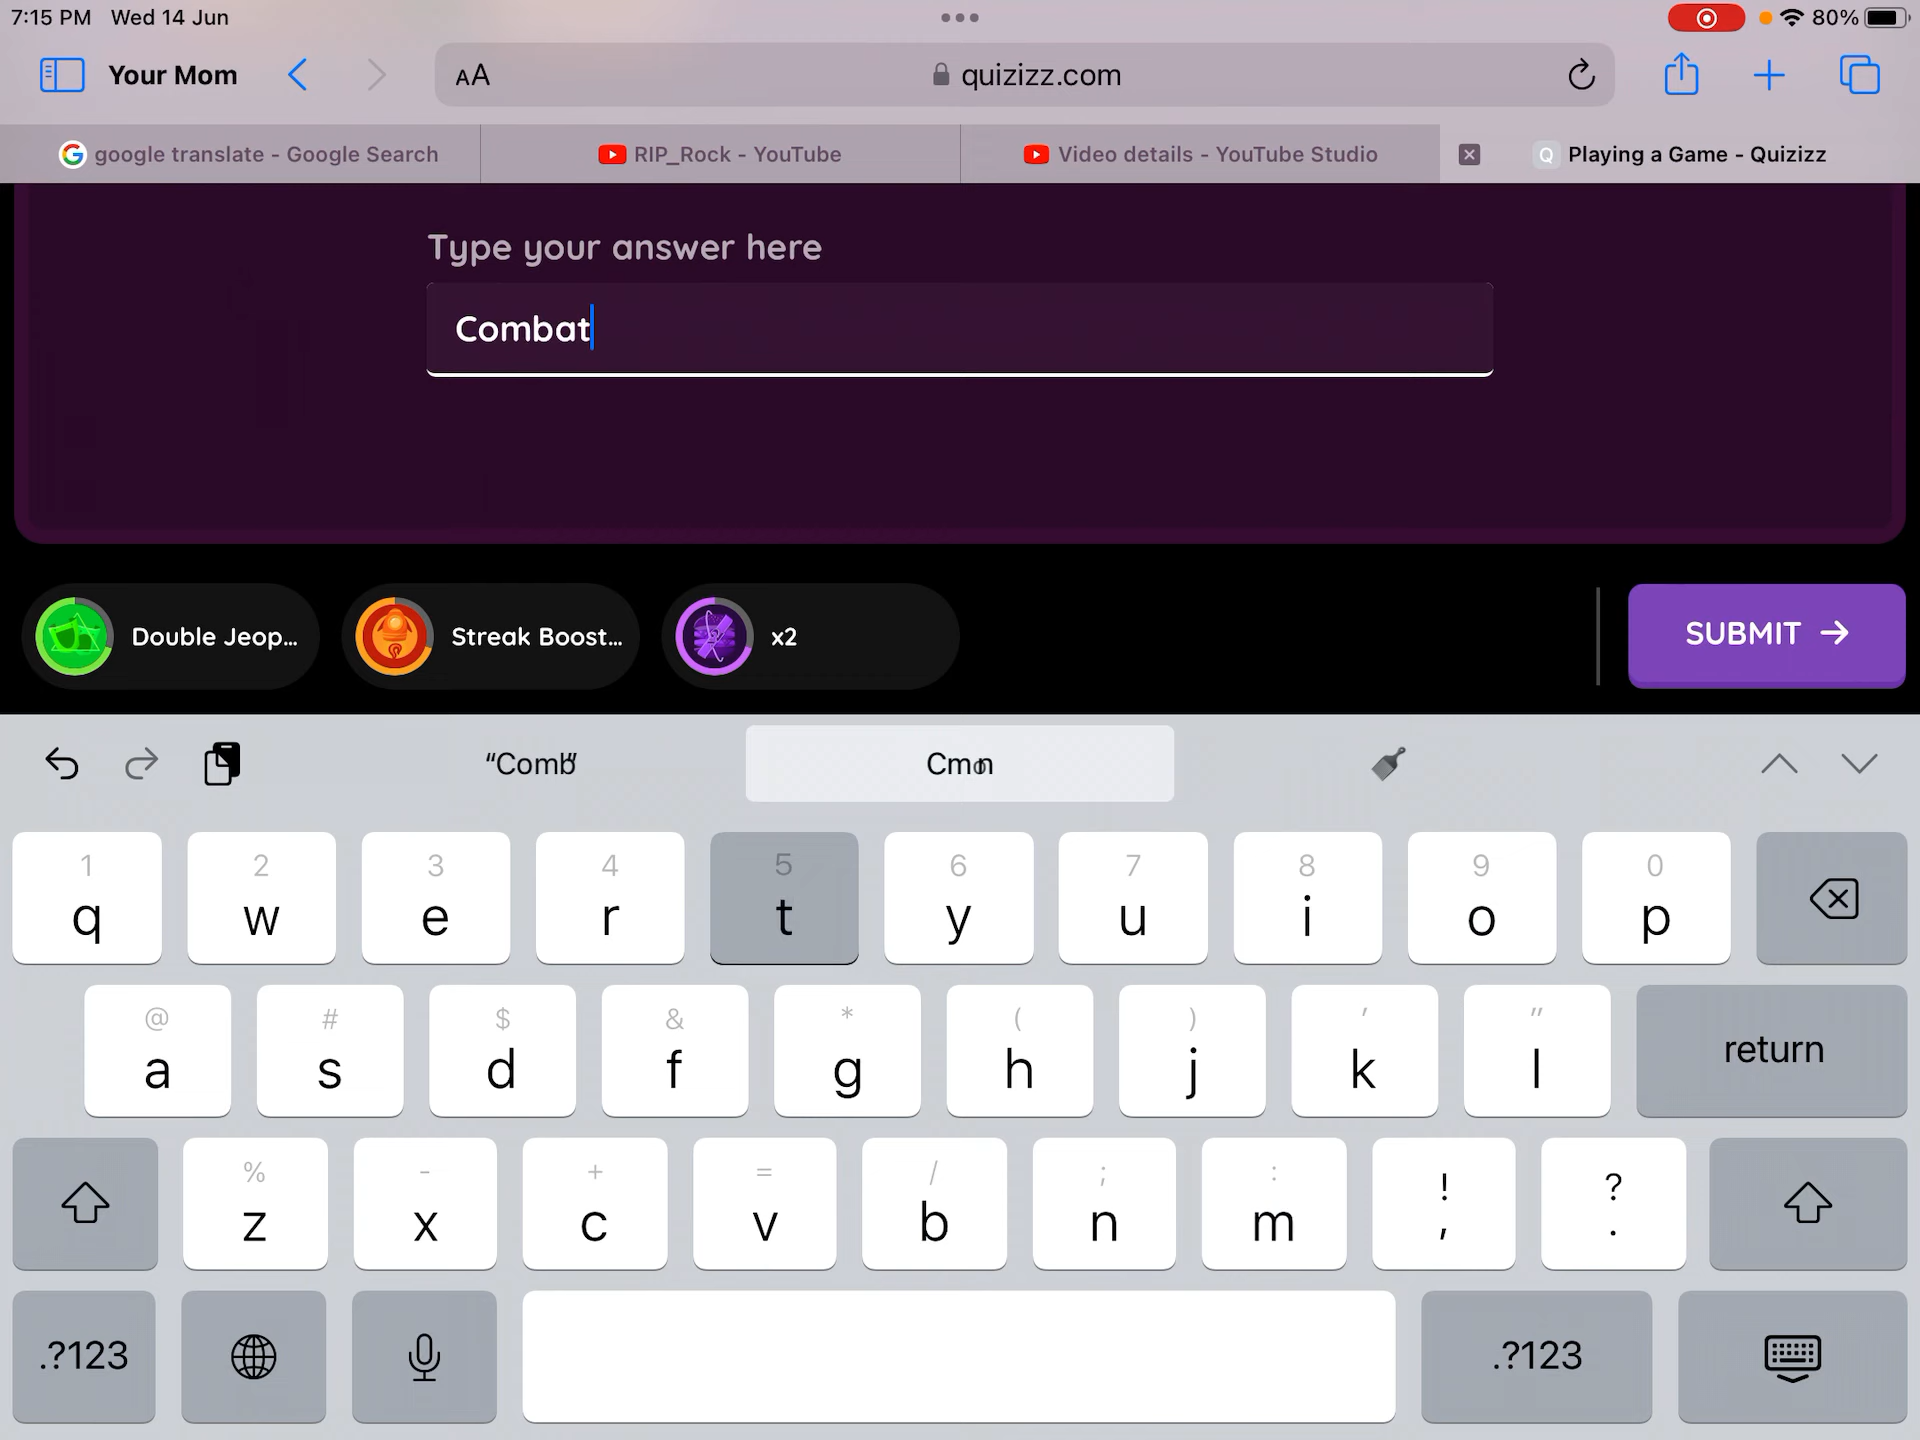 7:15 PM Wed 14 Jun
80%
Your Mom
AA
quizizz.com
google translate - Google Search
RIP_Rock - YouTube
Video details - YouTube Studio
Q Playing a Game - Quizizz
Type your answer here
Combat
Double Jeop...
Streak Boost...
x2
SUBMIT →
1 2 3 4 5 6 7 8 9 0
q w e r t y u i o p
@ # $ & * ( ) ' "
a s d f g h j k l
return
% - + = / ; : ! ?
z x c v b n m , .
.?123
.?123